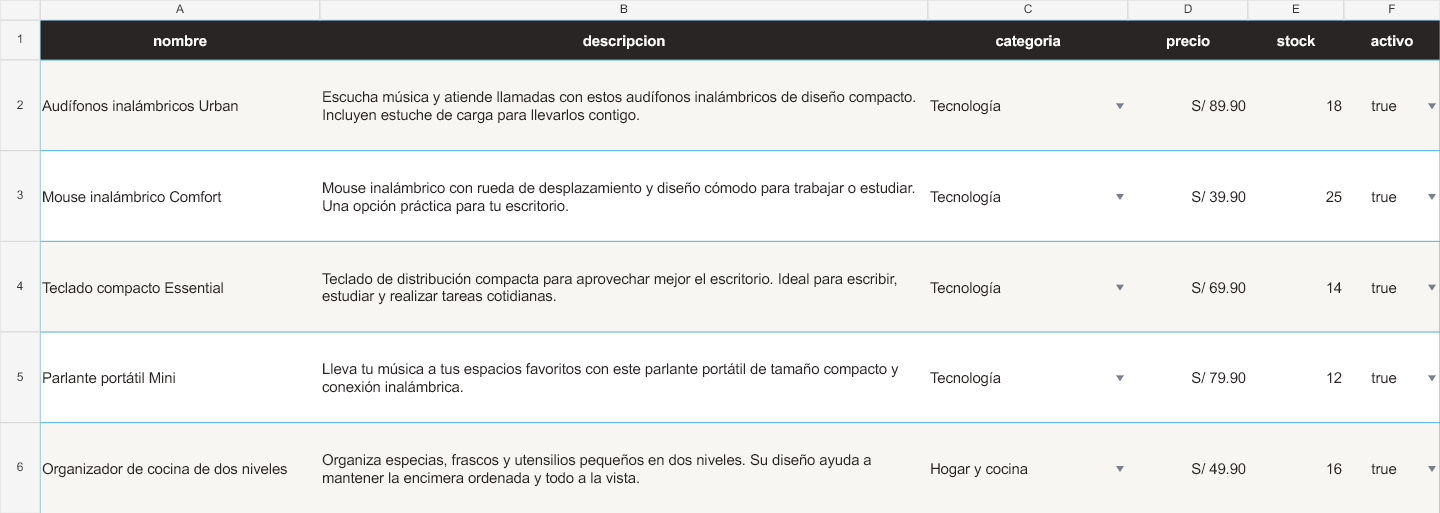 A B C D E F
1 nombre descripcion categoria precio stock activo
2 Audífonos inalámbricos Urban Escucha música y atiende llamadas con estos audífonos inalámbricos de diseño compacto. Tecnología S/ 89.90 18 true
Incluyen estuche de carga para llevarlos contigo.
3 Mouse inalámbrico Comfort Mouse inalámbrico con rueda de desplazamiento y diseño cómodo para trabajar o estudiar. Tecnología S/ 39.90 25 true
Una opción práctica para tu escritorio.
4 Teclado compacto Essential Teclado de distribución compacta para aprovechar mejor el escritorio. Ideal para escribir, Tecnología S/ 69.90 14 true
estudiar y realizar tareas cotidianas.
5 Parlante portátil Mini Lleva tu música a tus espacios favoritos con este parlante portátil de tamaño compacto y Tecnología S/ 79.90 12 true
conexión inalámbrica.
6 Organizador de cocina de dos niveles Organiza especias, frascos y utensilios pequeños en dos niveles. Su diseño ayuda a Hogar y cocina S/ 49.90 16 true
mantener la encimera ordenada y todo a la vista.